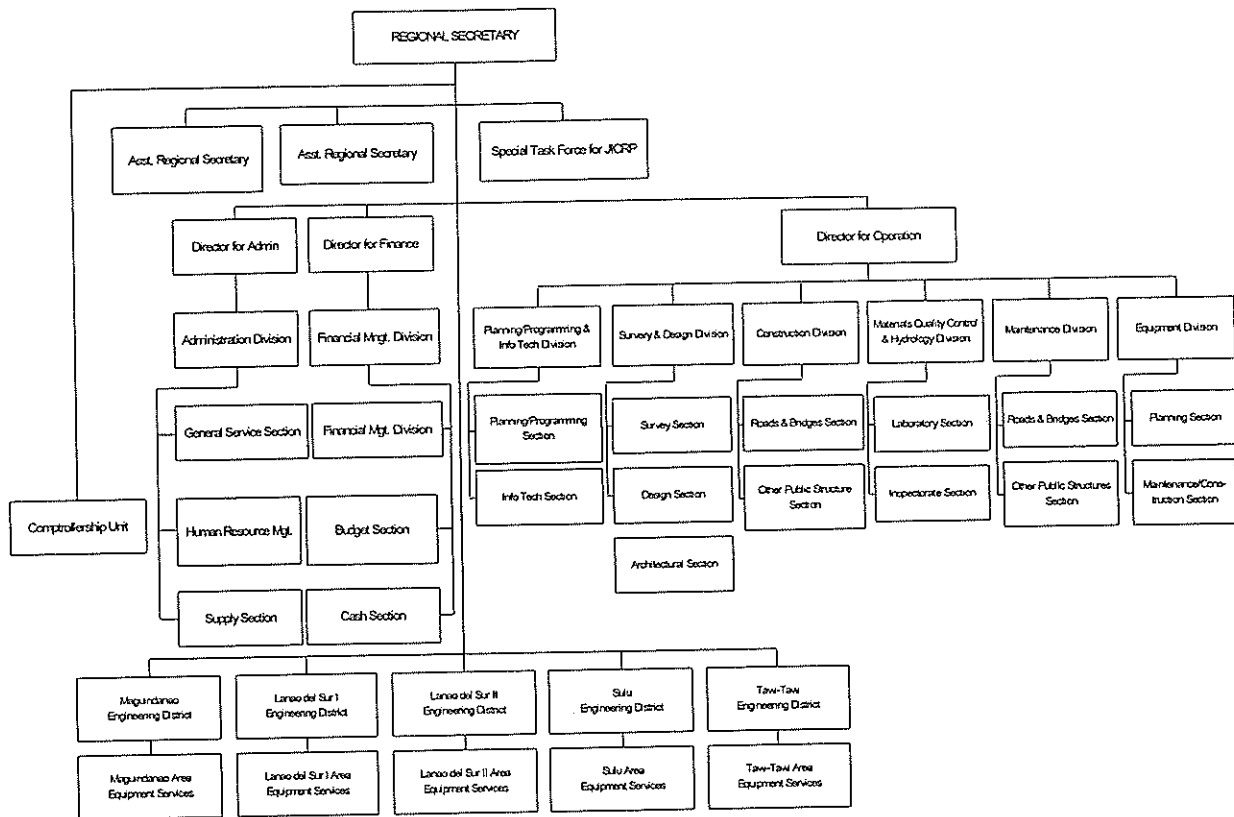 REGIONAL SECRETARY
Asst. Regional Secretary
Asst. Regional Secretary
Special Task Force for JICRP
Director for Admin
Director for Finance
Director for Operation
Administration Division
Financial Mngt. Division
Planning/Programming &
Info Tech Division
Survery & Design Division
Construction Division
Materials Quality Control
& Hydrology Division
Maintenance Division
Equipment Division
General Service Section
Financial Mgt. Division
Planning/Programming
Section
Survey Section
Roads & Bridges Section
Laboratory Section
Roads & Bridges Section
Planning Section
Comptrollership Unit
Human Resource Mgt.
Budget Section
Info Tech Section
Design Section
Other Public Structure
Section
Inspectorate Section
Other Public Structures
Section
Maintenance/Cons-
truction Section
Architectural Section
Supply Section
Cash Section
Maguindanao
Engineering District
Lanao del Sur I
Engineering District
Lanao del Sur II
Engineering District
Sulu
Engineering District
Tawi-Tawi
Engineering District
Maguindanao Area
Equipment Services
Lanao del Sur I Area
Equipment Services
Lanao del Sur II Area
Equipment Services
Sulu Area
Equipment Services
Tawi-Tawi Area
Equipment Services